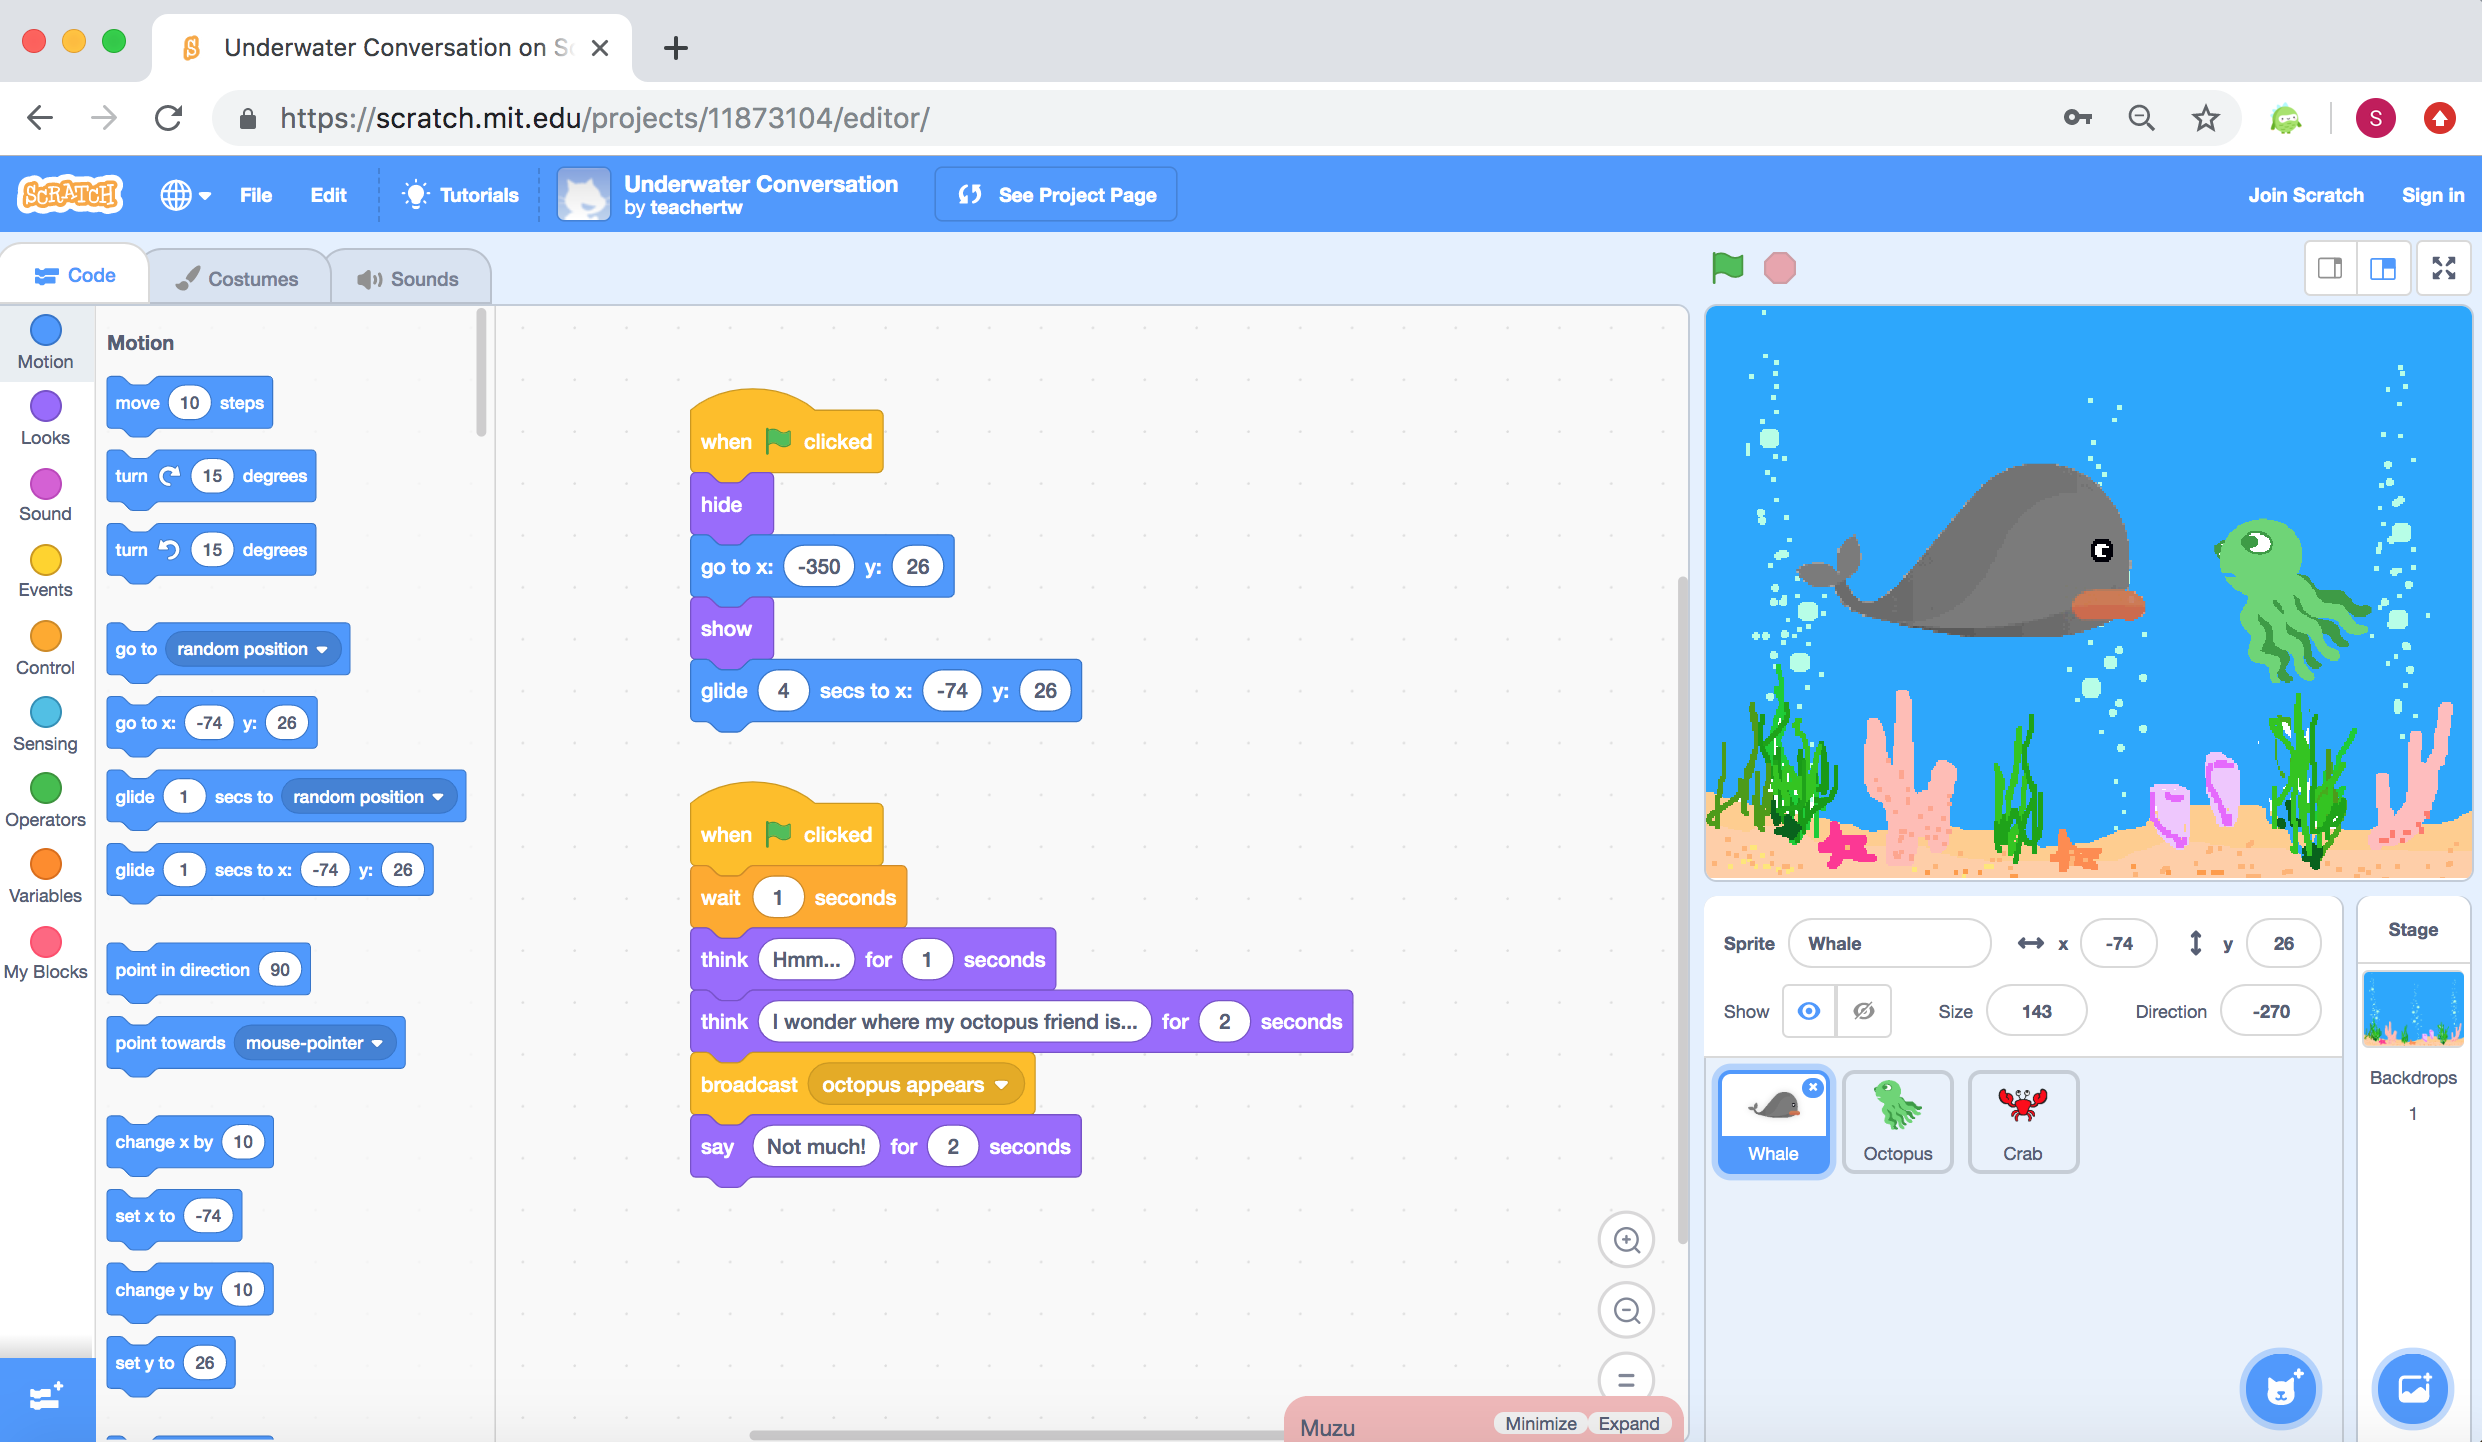 Underwater Conversation on S
https://scratch.mit.edu/projects/11873104/editor/
S
SCRATCH
File
Edit
Tutorials
Underwater Conversation
by teachertw
See Project Page
Join Scratch
Sign in
Code
Costumes
Sounds
Motion
Looks
Sound
Events
Control
Sensing
Operators
Variables
My Blocks
Motion
move 10 steps
turn 15 degrees
turn 15 degrees
go to random position
go to x: -74 y: 26
glide 1 secs to random position
glide 1 secs to x: -74 y: 26
point in direction 90
point towards mouse-pointer
change x by 10
set x to -74
change y by 10
set y to 26
when clicked
hide
go to x: -350 y: 26
show
glide 4 secs to x: -74 y: 26
when clicked
wait 1 seconds
think Hmm... for 1 seconds
think I wonder where my octopus friend is... for 2 seconds
broadcast octopus appears
say Not much! for 2 seconds
Muzu
Minimize
Expand
Sprite Whale x -74 y 26
Show Size 143 Direction -270
Whale
Octopus
Crab
Stage
Backdrops
1